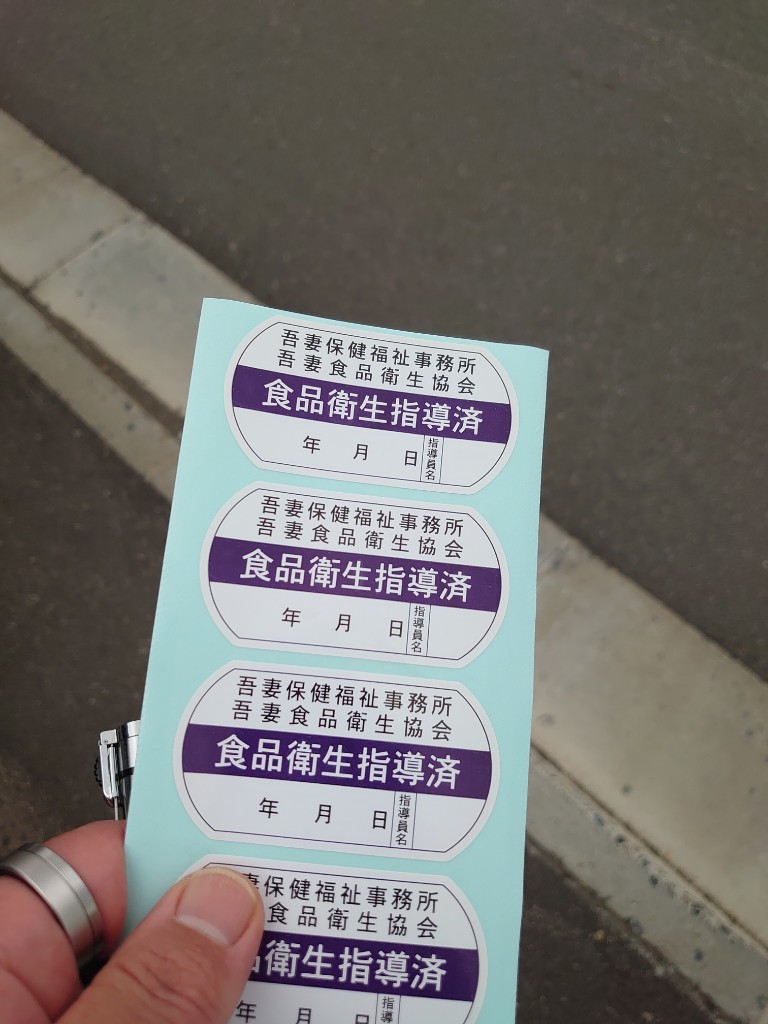 吾妻保健福祉事務所
吾妻食品衛生協会
食品衛生指導済
年 月 日 指導員名
吾妻保健福祉事務所
吾妻食品衛生協会
食品衛生指導済
年 月 日 指導員名
吾妻保健福祉事務所
吾妻食品衛生協会
食品衛生指導済
年 月 日 指導員名
妻保健福祉事務所
食品衛生協会
品衛生指導済
年 月 日 指導